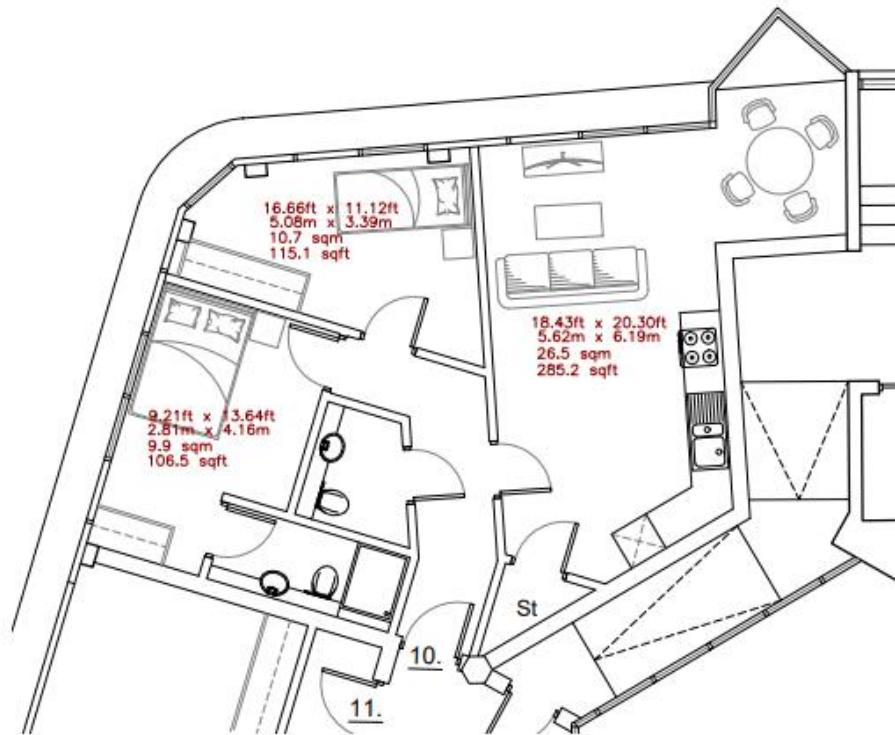 16.66ft x 11.12ft
5.08m x 3.39m
10.7 sqm
115.1 sqft
18.43ft x 20.30ft
5.62m x 6.19m
26.5 sqm
285.2 sqft
9.21ft x 13.64ft
2.81m x 4.16m
9.9 sqm
106.5 sqft
St
10.
11.